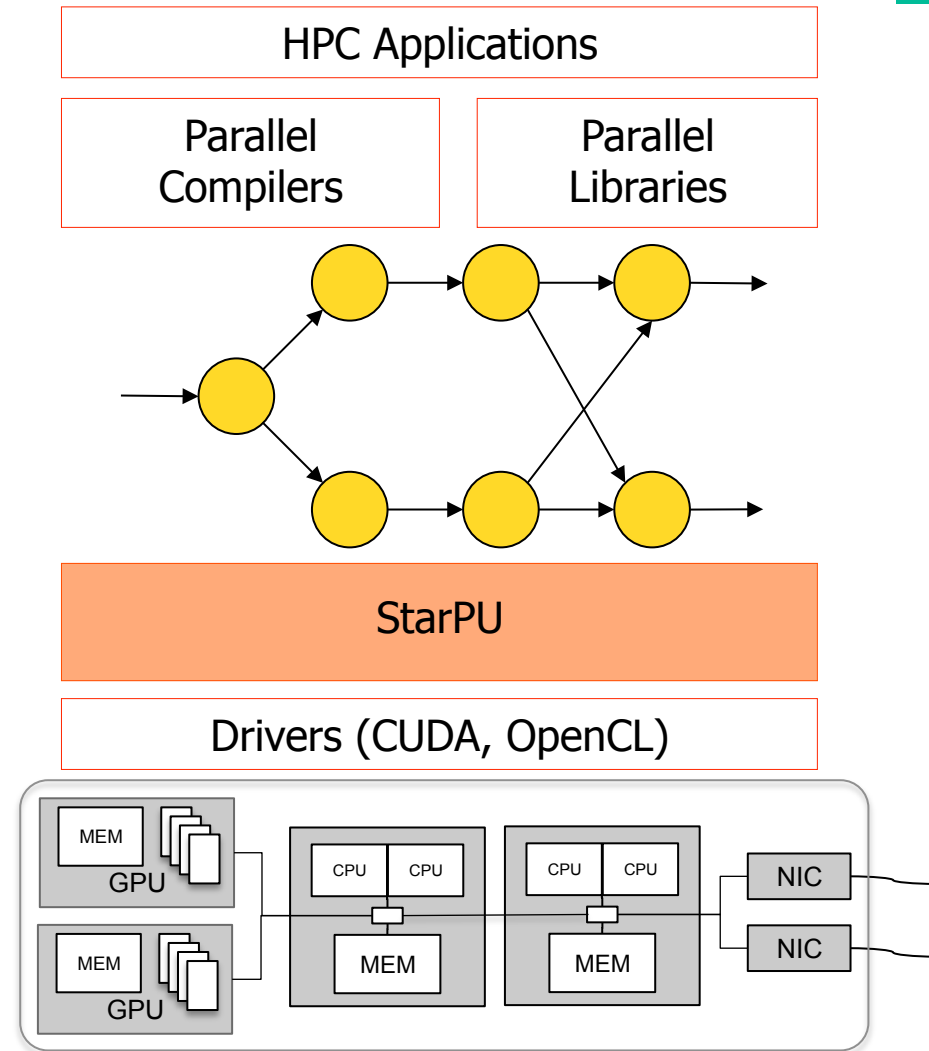 HPC Applications
Parallel
Compilers
Parallel
Libraries
StarPU
Drivers (CUDA, OpenCL)
MEM
GPU
MEM
GPU
CPU
CPU
MEM
CPU
CPU
MEM
NIC
NIC